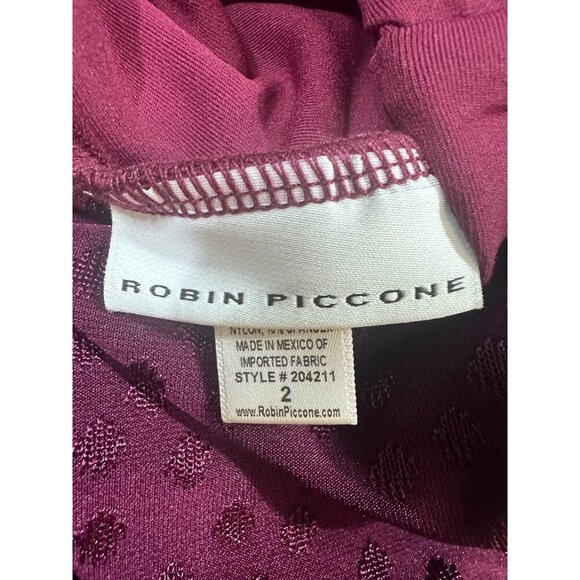 ROBIN PICCONE
NYLON, 10% SPANDEX
MADE IN MEXICO OF
IMPORTED FABRIC
STYLE # 204211
2
www.RobinPiccone.com